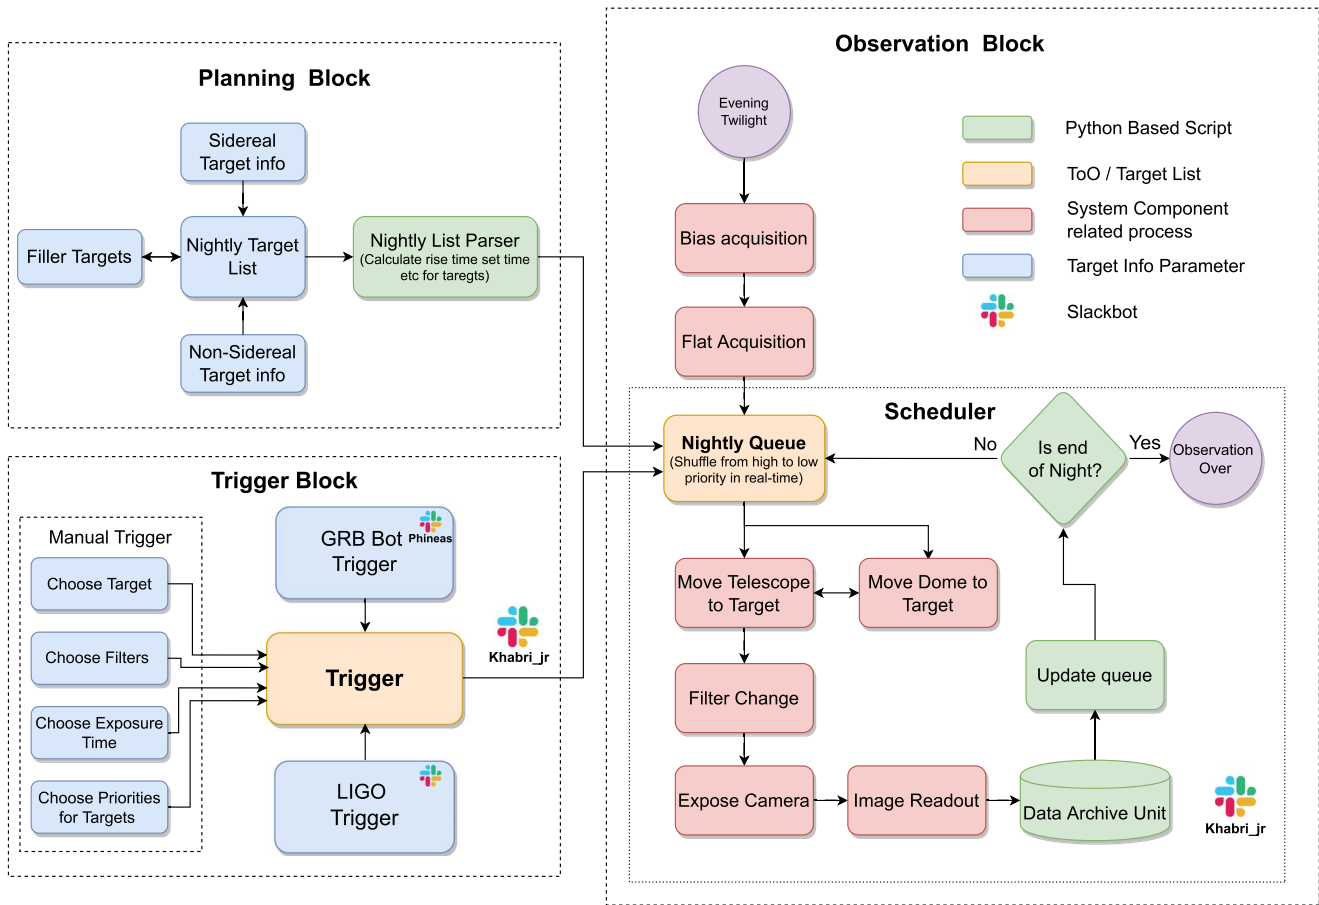 Planning  Block
Sidereal
Target info
Filler Targets
Nightly Target
List
Nightly List Parser
(Calculate rise time set time
etc for taregts)
Non-Sidereal
Target info
Trigger Block
Manual Trigger
Choose Target
Choose Filters
Choose Exposure
Time
Choose Priorities
for Targets
GRB Bot
Trigger
Phineas
Trigger
Khabri_jr
LIGO
Trigger
Observation  Block
Evening
Twilight
Python Based Script
ToO / Target List
System Component
related process
Target Info Parameter
Slackbot
Bias acquisition
Flat Acquisition
Scheduler
Nightly Queue
(Shuffle from high to low
priority in real-time)
No
Is end
of Night?
Yes
Observation
Over
Move Telescope
to Target
Move Dome to
Target
Filter Change
Update queue
Expose Camera
Image Readout
Data Archive Unit
Khabri_jr